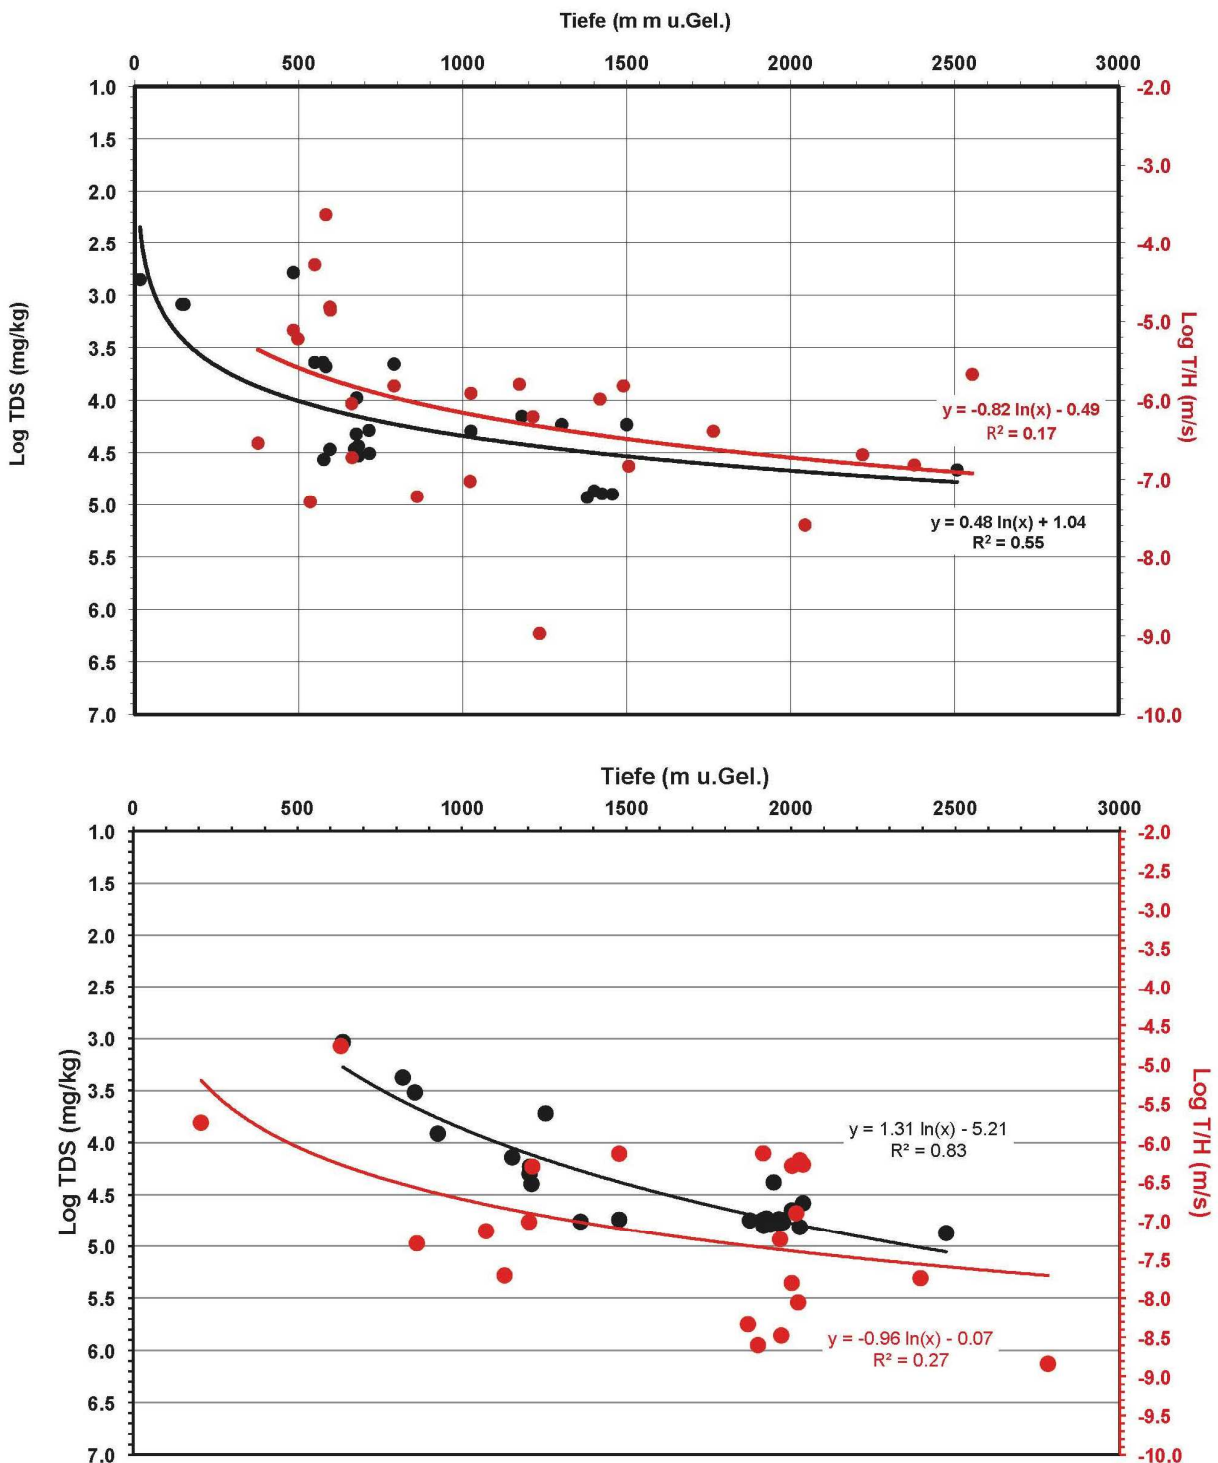 Tiefe (m m u.Gel.)
0 500 1000 1500 2000 2500 3000
1.0 -2.0
1.5
2.0 -3.0
2.5 -4.0
3.0
3.5 -5.0
4.0 -6.0
4.5
5.0 -7.0
5.5 -8.0
6.0
6.5 -9.0
7.0 -10.0
Log TDS (mg/kg)
Log T/H (m/s)
y = -0.82 ln(x) - 0.49
R² = 0.17
y = 0.48 ln(x) + 1.04
R² = 0.55
Tiefe (m u.Gel.)
0 500 1000 1500 2000 2500 3000
1.0 -2.0
1.5 -2.5
2.0 -3.0
2.5 -3.5
3.0 -4.0
3.5 -4.5
4.0 -5.0
4.5 -5.5
5.0 -6.0
5.5 -6.5
6.0 -7.0
6.5 -7.5
7.0 -8.0
-8.5
-9.0
-9.5
-10.0
Log TDS (mg/kg)
Log T/H (m/s)
y = 1.31 ln(x) - 5.21
R² = 0.83
y = -0.96 ln(x) - 0.07
R² = 0.27